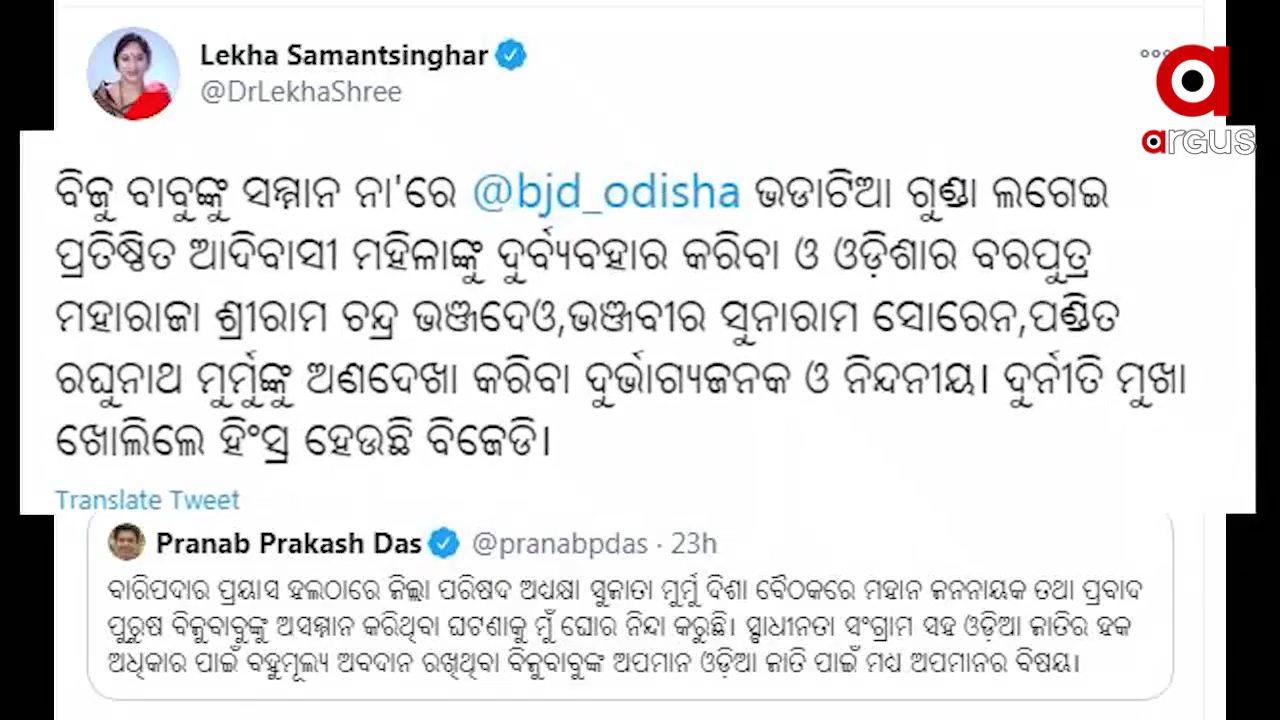 Lekha Samantsinghar
@DrLekhaShree
argus
ବିଜୁ ବାବୁଙ୍କୁ ସମ୍ମାନ ନା'ରେ @bjd_odisha ଭଡାଟିଆ ଗୁଣ୍ଡା ଲଗେଇ
ପ୍ରତିଷ୍ଠିତ ଆଦିବାସୀ ମହିଳାଙ୍କୁ ଦୁର୍ବ୍ୟବହାର କରିବା ଓ ଓଡ଼ିଶାର ବରପୁତ୍ର
ମହାରାଜା ଶ୍ରୀରାମ ଚନ୍ଦ୍ର ଭଞ୍ଜଦେଓ,ଭଞ୍ଜବୀର ସୁନାରାମ ସୋରେନ,ପଣ୍ଡିତ
ରଘୁନାଥ ମୁର୍ମୁଙ୍କୁ ଅଣଦେଖା କରିବା ଦୁର୍ଭାଗ୍ୟଜନକ ଓ ନିନ୍ଦନୀୟ। ଦୁର୍ନୀତି ମୁଖା
ଖୋଲିଲେ ହିଂସ୍ର ହେଉଛି ବିଜେଡି।
Translate Tweet
Pranab Prakash Das @pranabpdas · 23h
ବାରିପଦାର ପ୍ରୟାସ ହଲଠାରେ ଜିଲ୍ଲା ପରିଷଦ ଅଧ୍ୟକ୍ଷା ସୁଜାତା ମୁର୍ମୁ ଦିଶା ବୈଠକରେ ମହାନ ଜନନାୟକ ତଥା ପ୍ରବାଦ
ପୁରୁଷ ବିଜୁବାବୁଙ୍କୁ ଅସମ୍ମାନ କରିଥିବା ଘଟଣାକୁ ମୁଁ ଘୋର ନିନ୍ଦା କରୁଛି। ସ୍ୱାଧୀନତା ସଂଗ୍ରାମ ସହ ଓଡ଼ିଆ ଜାତିର ହକ
ଅଧିକାର ପାଇଁ ବହୁମୂଲ୍ୟ ଅବଦାନ ରଖିଥିବା ବିଜୁବାବୁଙ୍କ ଅପମାନ ଓଡ଼ିଆ ଜାତି ପାଇଁ ମଧ୍ୟ ଅପମାନର ବିଷୟ।